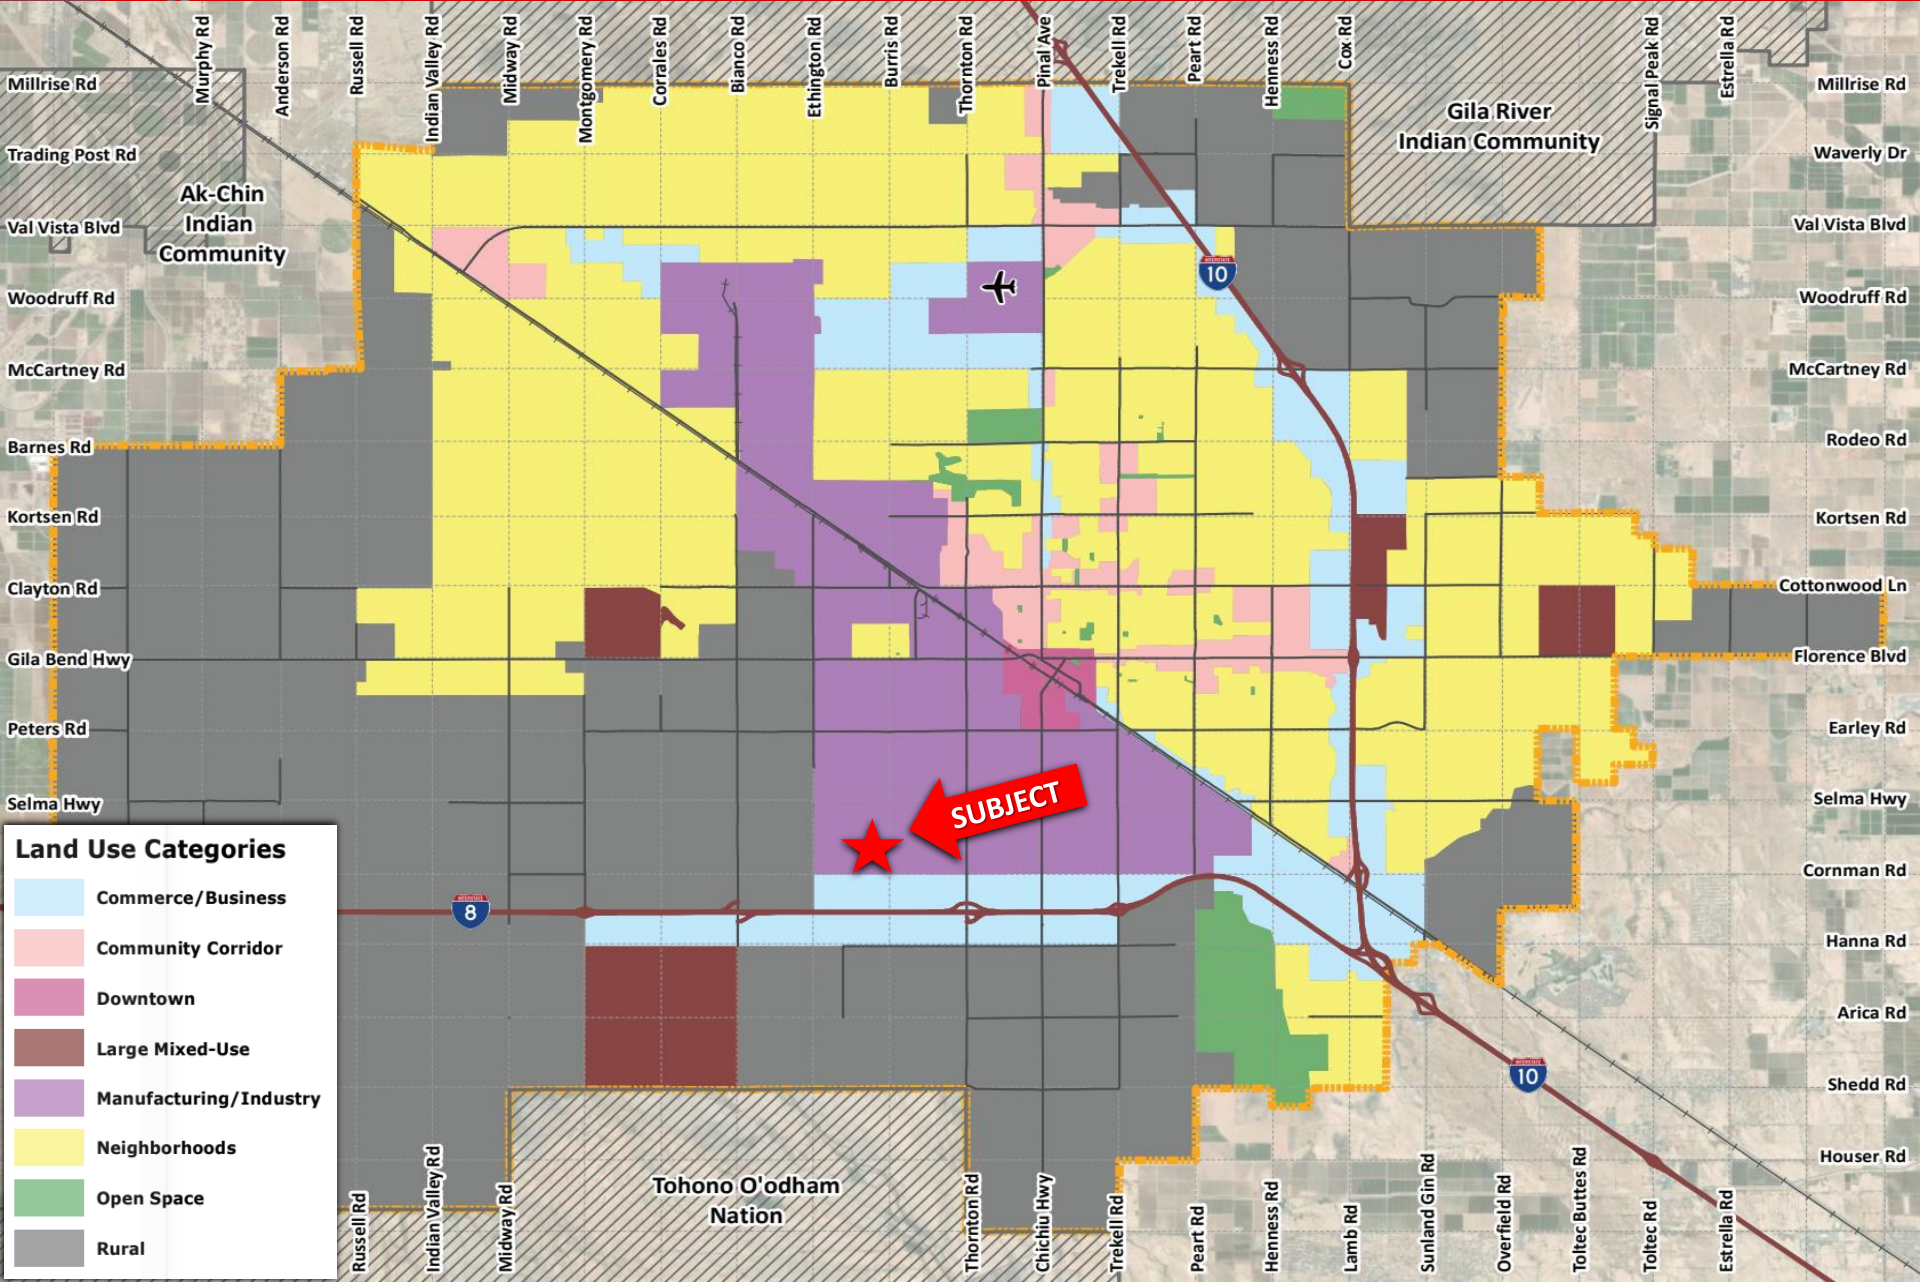 Murphy Rd
Anderson Rd
Russell Rd
Indian Valley Rd
Midway Rd
Montgomery Rd
Corrales Rd
Bianco Rd
Ethington Rd
Burris Rd
Thornton Rd
Pinal Ave
Trekell Rd
Peart Rd
Henness Rd
Cox Rd
Signal Peak Rd
Estrella Rd
Millrise Rd
Trading Post Rd
Val Vista Blvd
Woodruff Rd
McCartney Rd
Barnes Rd
Kortsen Rd
Clayton Rd
Gila Bend Hwy
Peters Rd
Selma Hwy
Millrise Rd
Waverly Dr
Val Vista Blvd
Woodruff Rd
McCartney Rd
Rodeo Rd
Kortsen Rd
Cottonwood Ln
Florence Blvd
Earley Rd
Selma Hwy
Cornman Rd
Hanna Rd
Arica Rd
Shedd Rd
Houser Rd
Ak-Chin
Indian
Community
Gila River
Indian Community
INTERSTATE
10
SUBJECT
INTERSTATE
8
INTERSTATE
10
Tohono O'odham
Nation
Land Use Categories
Commerce/Business
Community Corridor
Downtown
Large Mixed-Use
Manufacturing/Industry
Neighborhoods
Open Space
Rural
Russell Rd
Indian Valley Rd
Midway Rd
Thornton Rd
Chichiu Hwy
Trekell Rd
Peart Rd
Henness Rd
Lamb Rd
Sunland Gin Rd
Overfield Rd
Toltec Buttes Rd
Toltec Rd
Estrella Rd